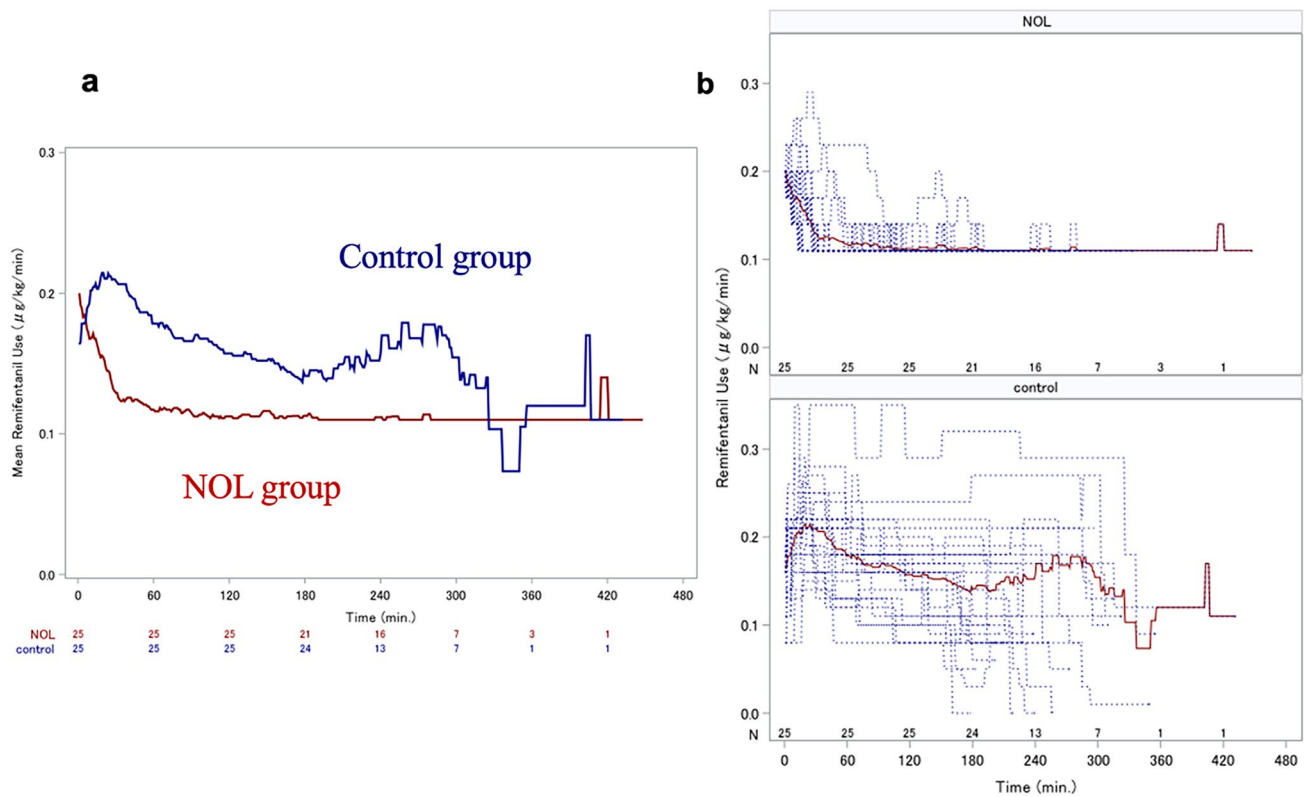 a
Mean Remifentanil Use (μg/kg/min)
0.3
0.2
0.1
0.0
Control group
NOL group
0 60 120 180 240 300 360 420 480
Time (min.)
NOL 25 25 25 21 16 7 3 1
control 25 25 25 24 13 7 1 1
b
Remifentanil Use (μg/kg/min)
NOL
0.3
0.2
0.1
0.0
N 25 25 25 21 16 7 3 1
control
0.3
0.2
0.1
0.0
N 25 25 25 24 13 7 1 1
0 60 120 180 240 300 360 420 480
Time (min.)